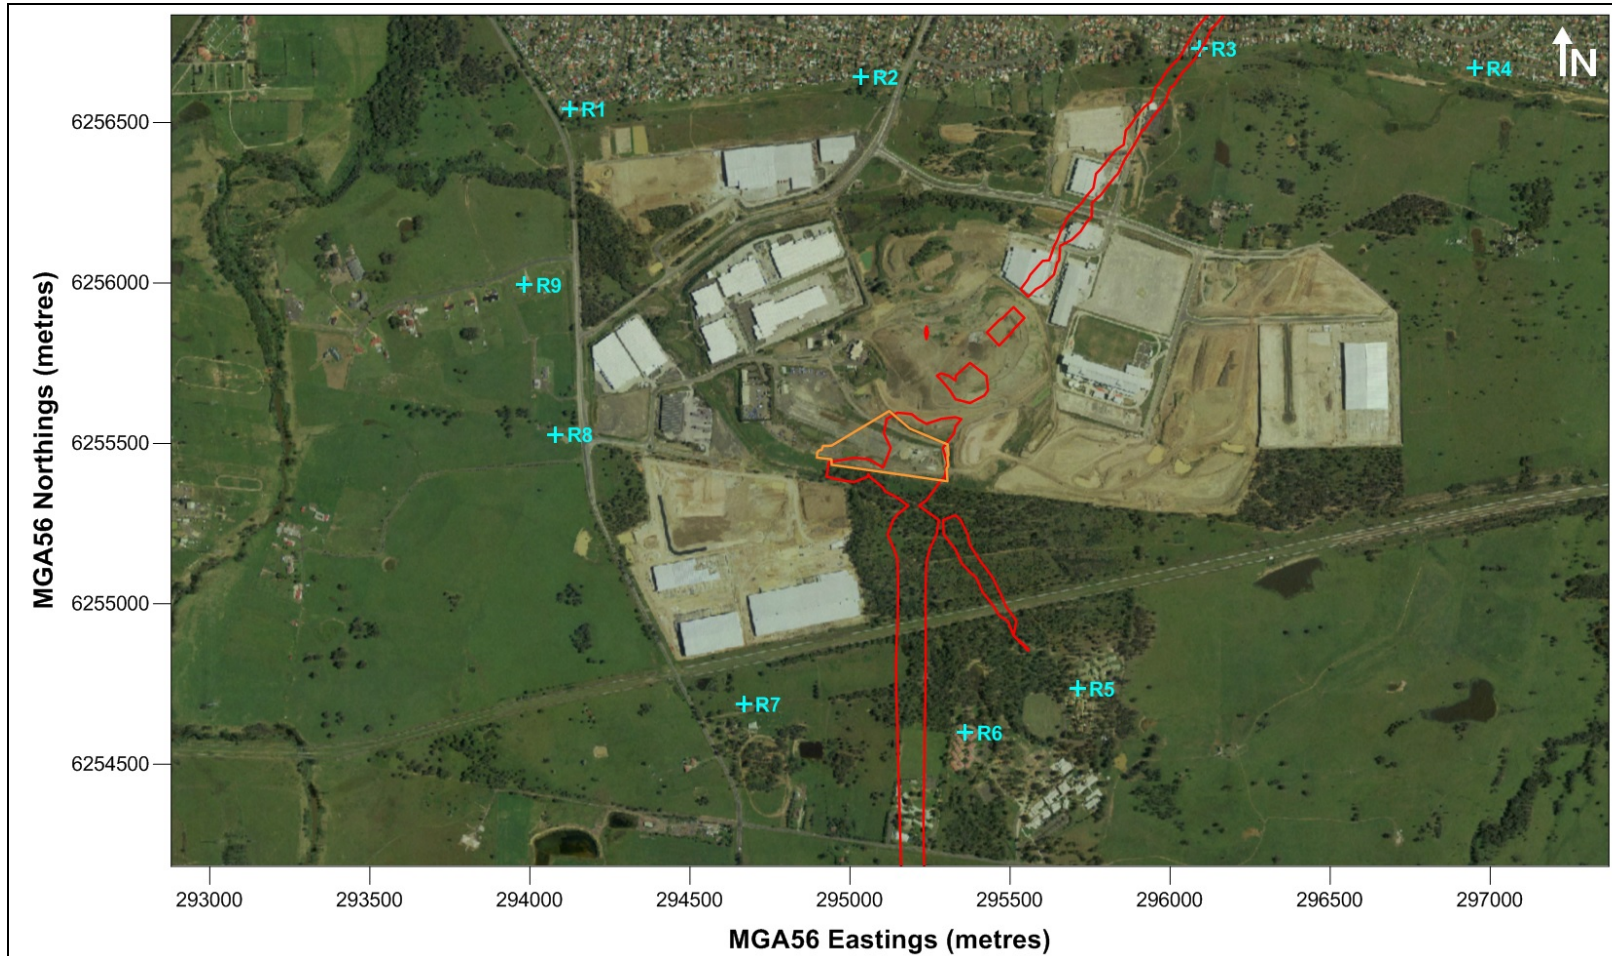 N
R3
R4
R2
R1
6256500
R9
6256000
R8
6255500
6255000
R5
R7
R6
6254500
293000 293500 294000 294500 295000 295500 296000 296500 297000
MGA56 Northings (metres)
MGA56 Eastings (metres)